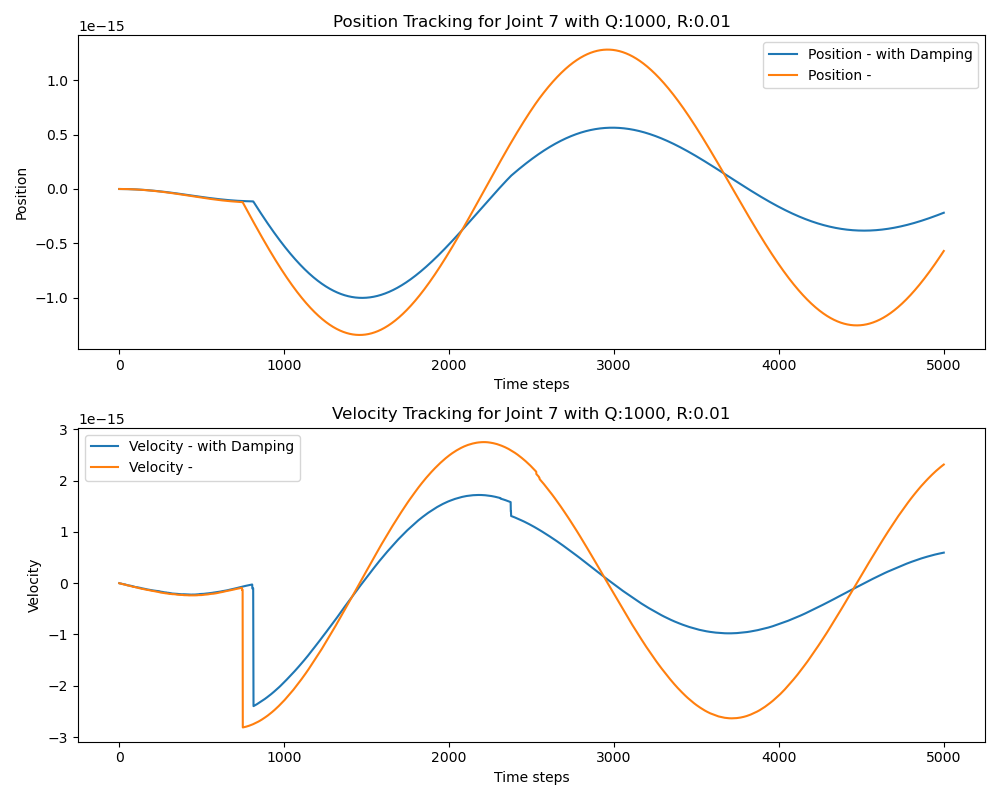 Position Tracking for Joint 7 with Q:1000, R:0.01
1e−15
Position - with Damping
Position -
1.0
0.5
0.0
−0.5
−1.0
Position
0 1000 2000 3000 4000 5000
Time steps
Velocity Tracking for Joint 7 with Q:1000, R:0.01
1e−15
Velocity - with Damping
Velocity -
3
2
1
0
−1
−2
−3
Velocity
0 1000 2000 3000 4000 5000
Time steps